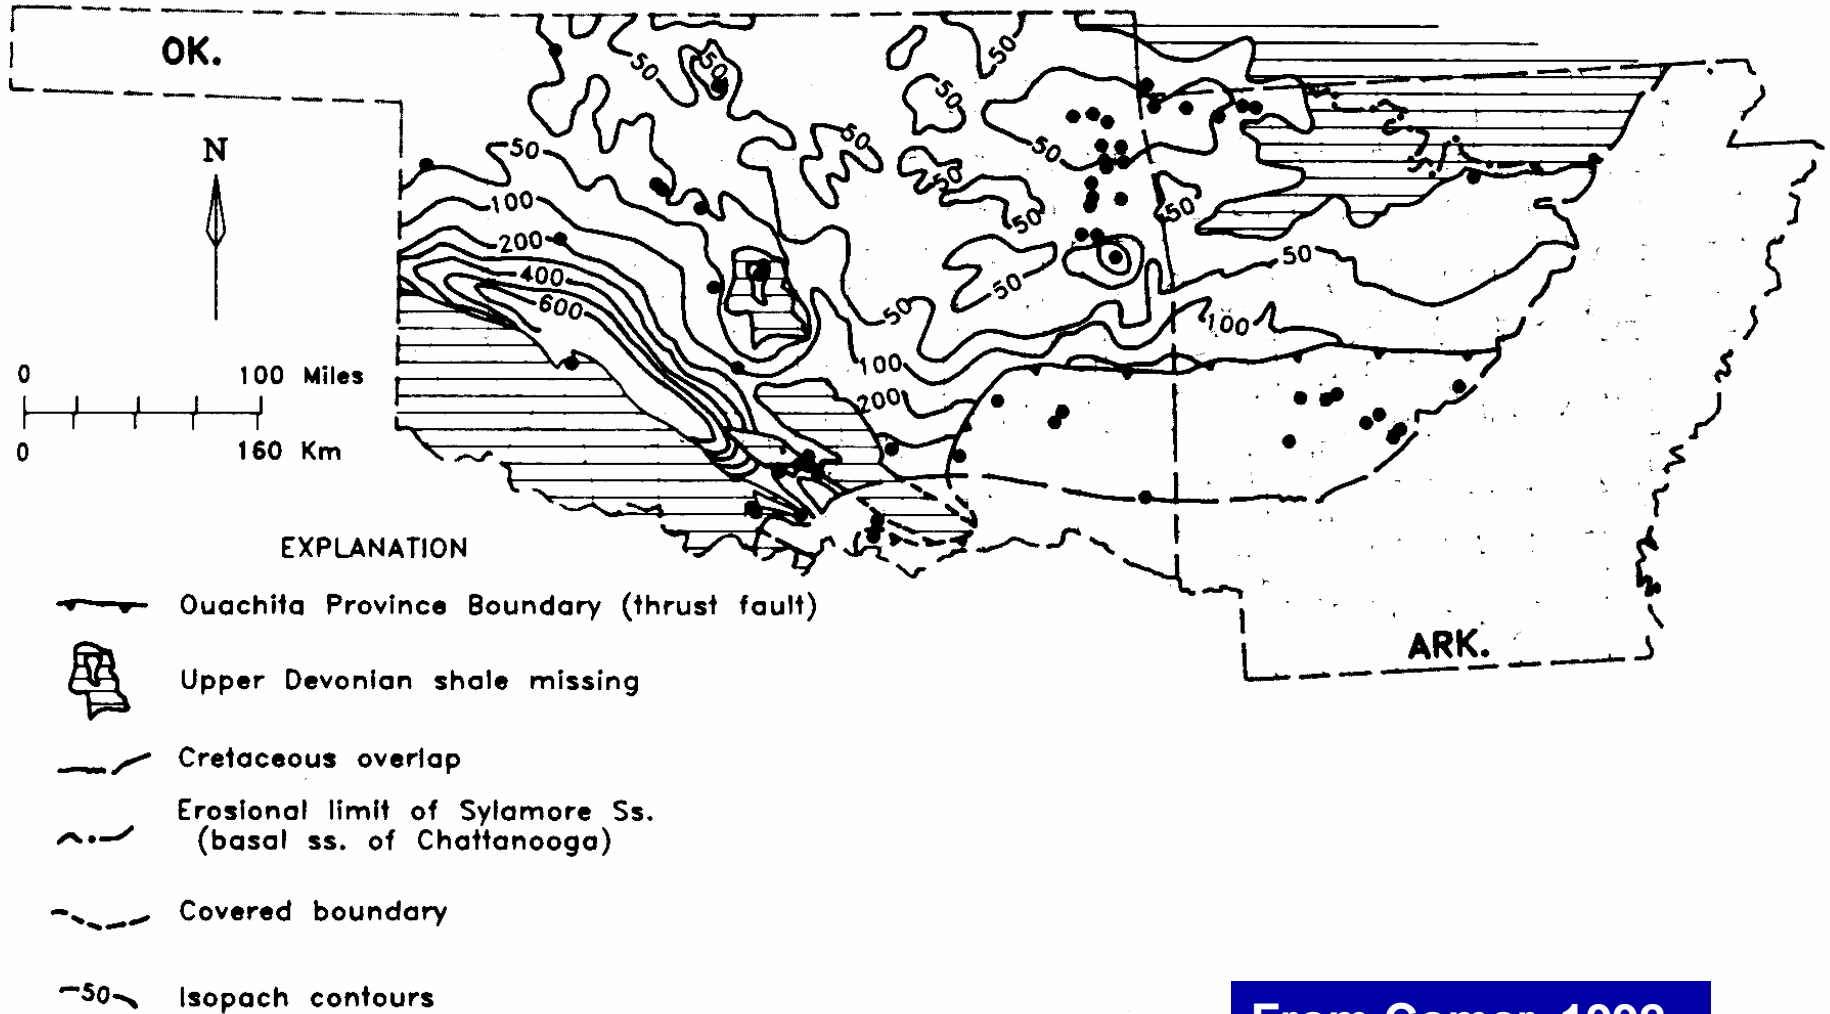 OK.
N
0 100 Miles
0 160 Km
50
50
50
50
50
50
50
50
50
50
50
50
50
50
100
200
400
600
100
200
100
EXPLANATION
Ouachita Province Boundary (thrust fault)
Upper Devonian shale missing
Cretaceous overlap
Erosional limit of Sylamore Ss.
(basal ss. of Chattanooga)
Covered boundary
50 Isopach contours
ARK.